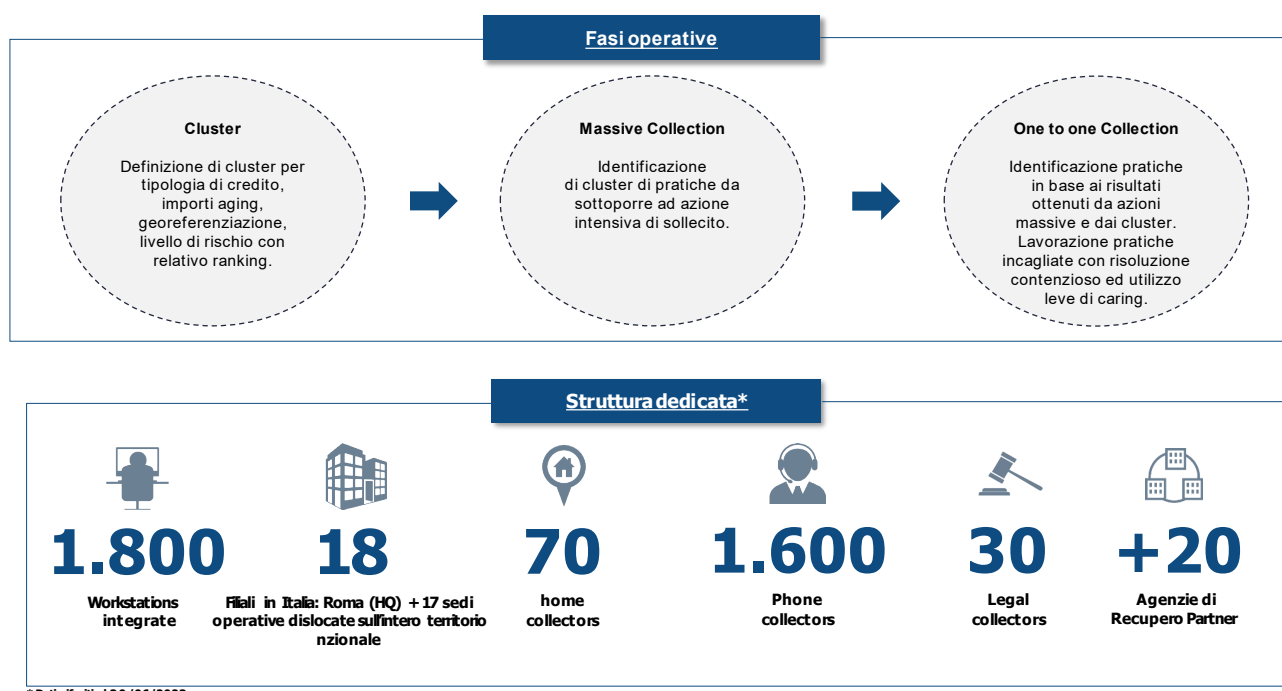 Fasi operative
Cluster
Definizione di cluster per
tipologia di credito,
importi aging,
georeferenziazione,
livello di rischio con
relativo ranking.
Massive Collection
Identificazione
di cluster di pratiche da
sottoporre ad azione
intensiva di sollecito.
One to one Collection
Identificazione pratiche
in base ai risultati
ottenuti da azioni
massive e dai cluster.
Lavorazione pratiche
incagliate con risoluzione
contenzioso ed utilizzo
leve di caring.
Struttura dedicata*
1.800
Workstations
integrate
18
Filiali in Italia: Roma (HQ) + 17 sedi
operative dislocate sull'intero territorio
nzionale
70
home
collectors
1.600
Phone
collectors
30
Legal
collectors
+20
Agenzie di
Recupero Partner